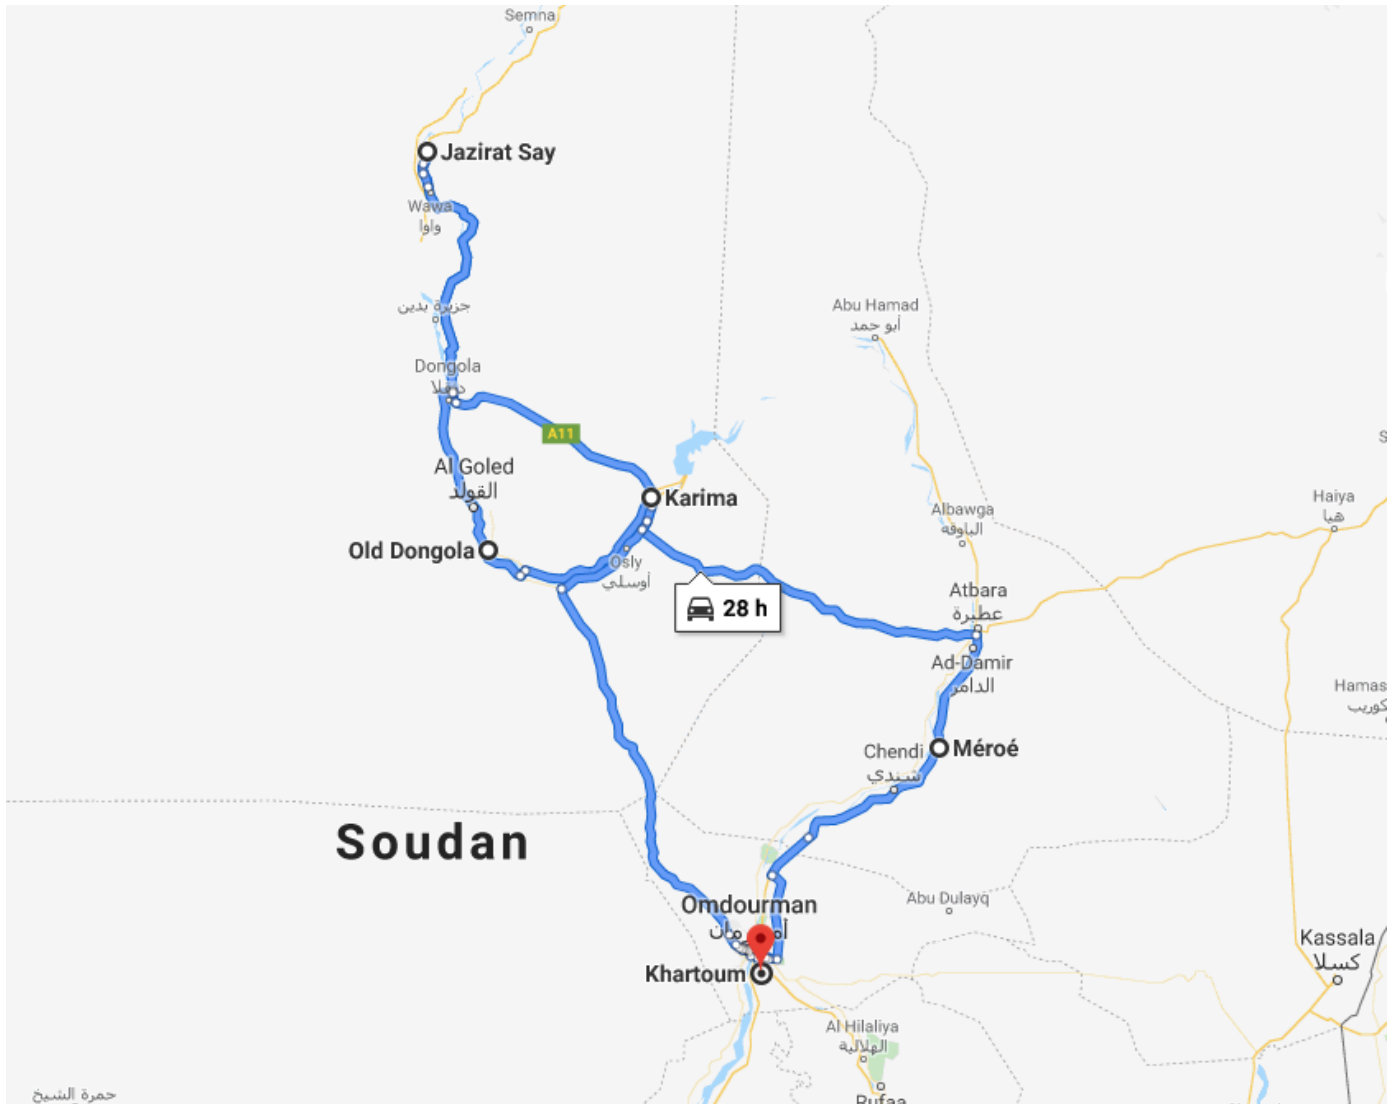 Semna
Jazirat Say
Wawa
واوا
جزيرة بدين
Abu Hamad
أبو حمد
Dongola
دنقلا
A11
Al Goled
القولد
Karima
Haiya
هيا
Albawga
الباوقة
Old Dongola
Osly
أوسلي
28 h
Atbara
عطبرة
Ad-Damir
الدامر
Hamas
كوريب
Chendi
شندي
Méroé
Soudan
Omdourman
Abu Dulayq
Kassala
كسلا
Khartoum
Al Hilaliya
الهلالية
حمرة الشيخ
Rufaa